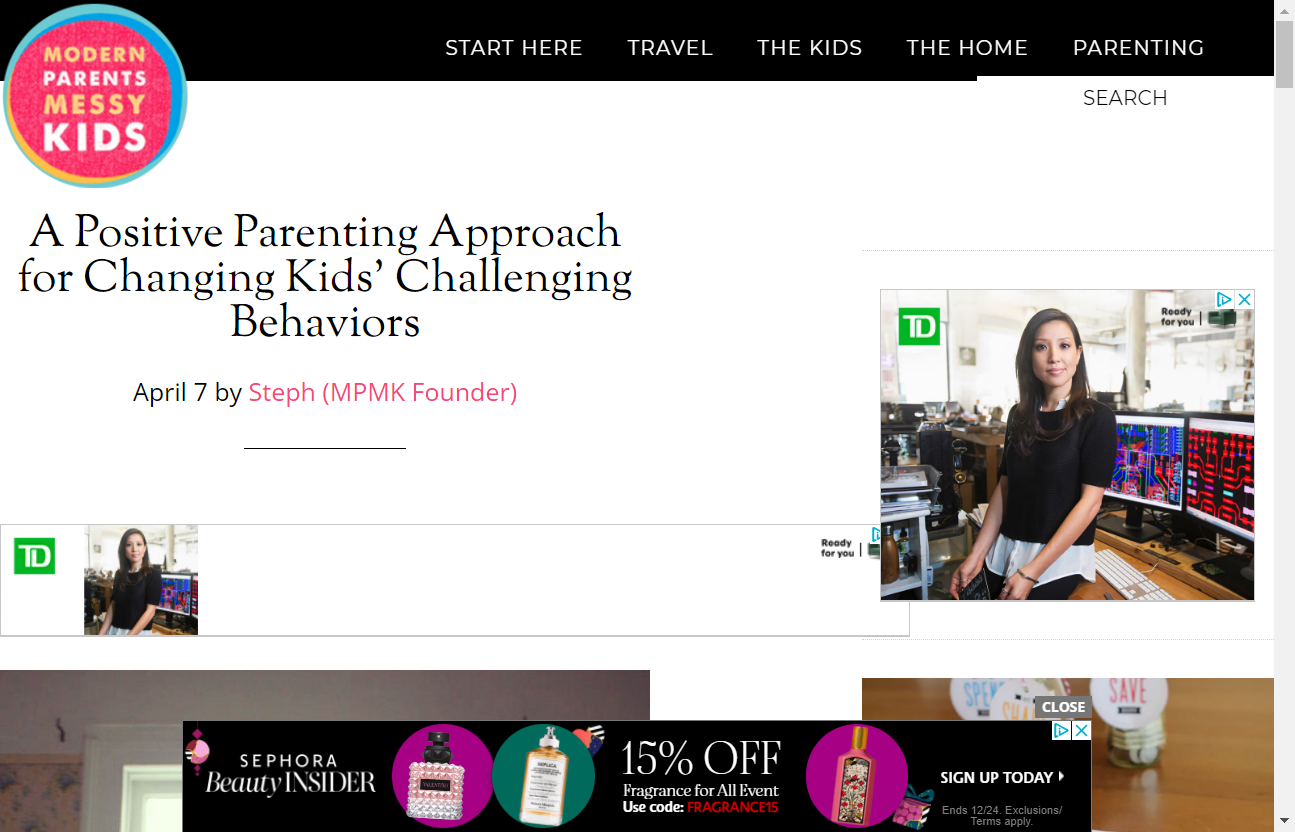 MODERN
PARENTS
MESSY
KIDS
START HERE
TRAVEL
THE KIDS
THE HOME
PARENTING
SEARCH
A Positive Parenting Approach
for Changing Kids' Challenging
Behaviors
April 7 by Steph (MPMK Founder)
TD
Ready
for you
TD
Ready
for you
SPEND
SHARE
SAVE
CLOSE
SEPHORA
Beauty INSIDER
VALENTINO
REPLICA
15% OFF
Fragrance for All Event
Use code: FRAGRANCE15
SIGN UP TODAY
Ends 12/24. Exclusions/
Terms apply.